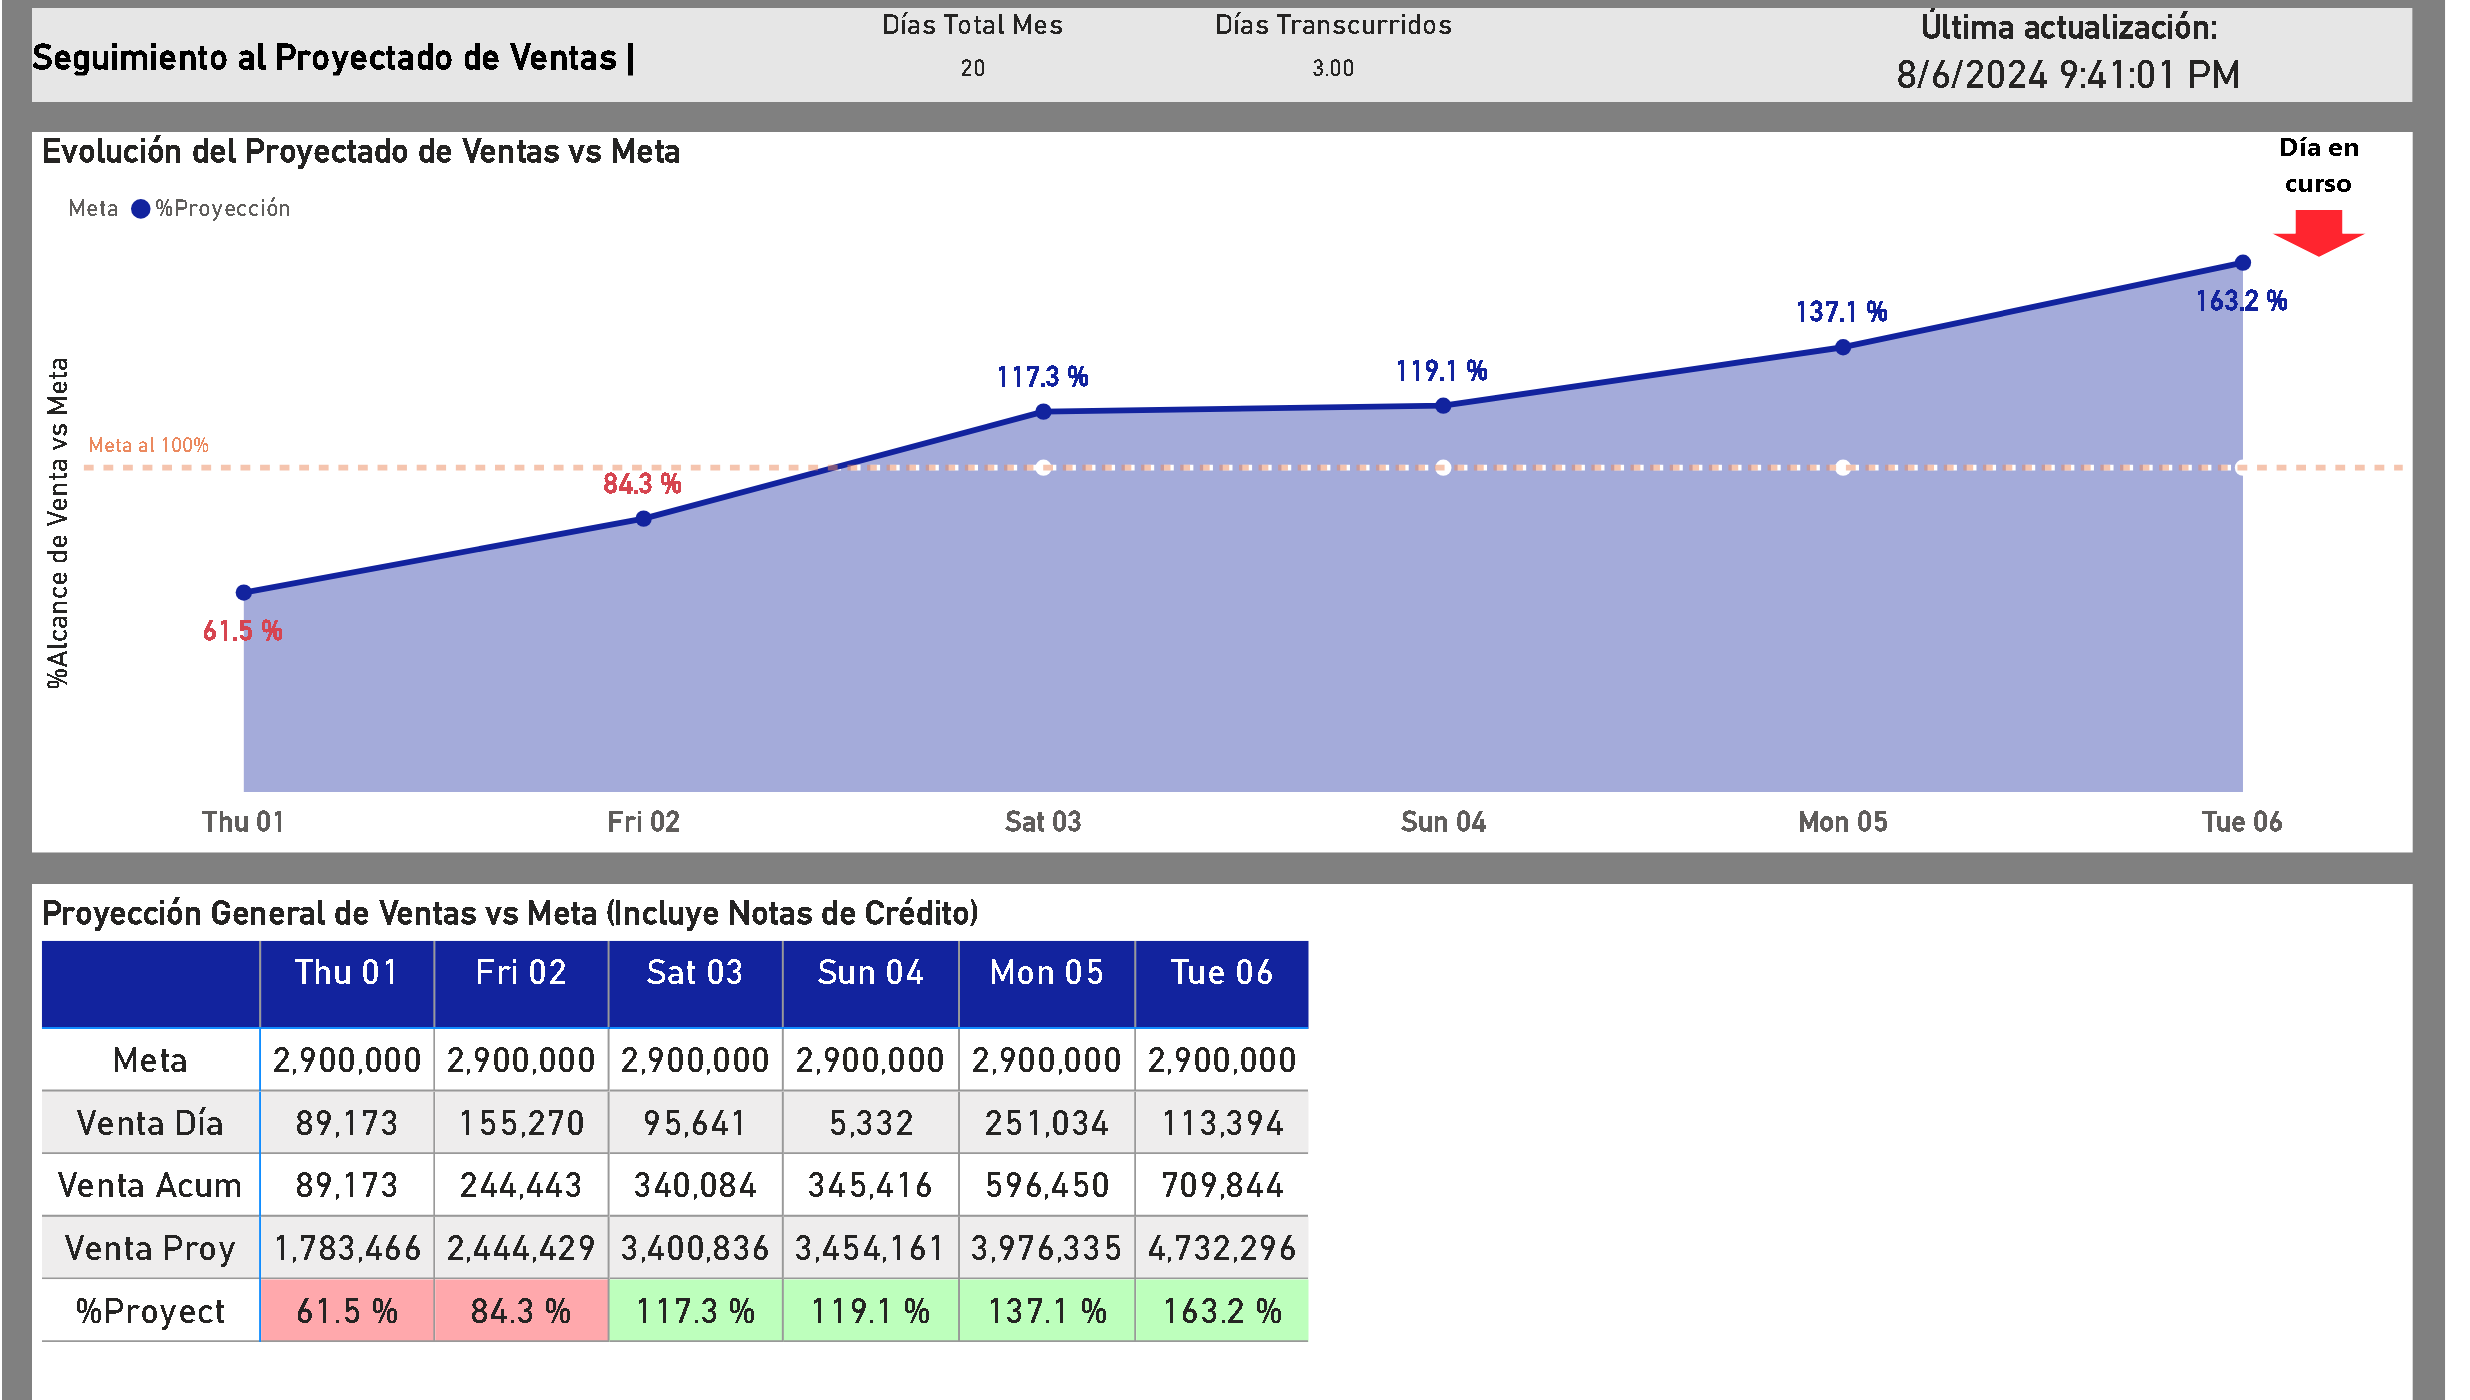 Seguimiento al Proyectado de Ventas |
Días Total Mes
20
Días Transcurridos
3.00
Última actualización:
8/6/2024 9:41:01 PM
Evolución del Proyectado de Ventas vs Meta
Meta %Proyección
Día en
curso
%Alcance de Venta vs Meta
Meta al 100%
61.5 %
84.3 %
117.3 %
119.1 %
137.1 %
163.2 %
Thu 01 Fri 02 Sat 03 Sun 04 Mon 05 Tue 06
Proyección General de Ventas vs Meta (Incluye Notas de Crédito)
Thu 01 Fri 02 Sat 03 Sun 04 Mon 05 Tue 06
Meta 2,900,000 2,900,000 2,900,000 2,900,000 2,900,000 2,900,000
Venta Día 89,173 155,270 95,641 5,332 251,034 113,394
Venta Acum 89,173 244,443 340,084 345,416 596,450 709,844
Venta Proy 1,783,466 2,444,429 3,400,836 3,454,161 3,976,335 4,732,296
%Proyect 61.5 % 84.3 % 117.3 % 119.1 % 137.1 % 163.2 %